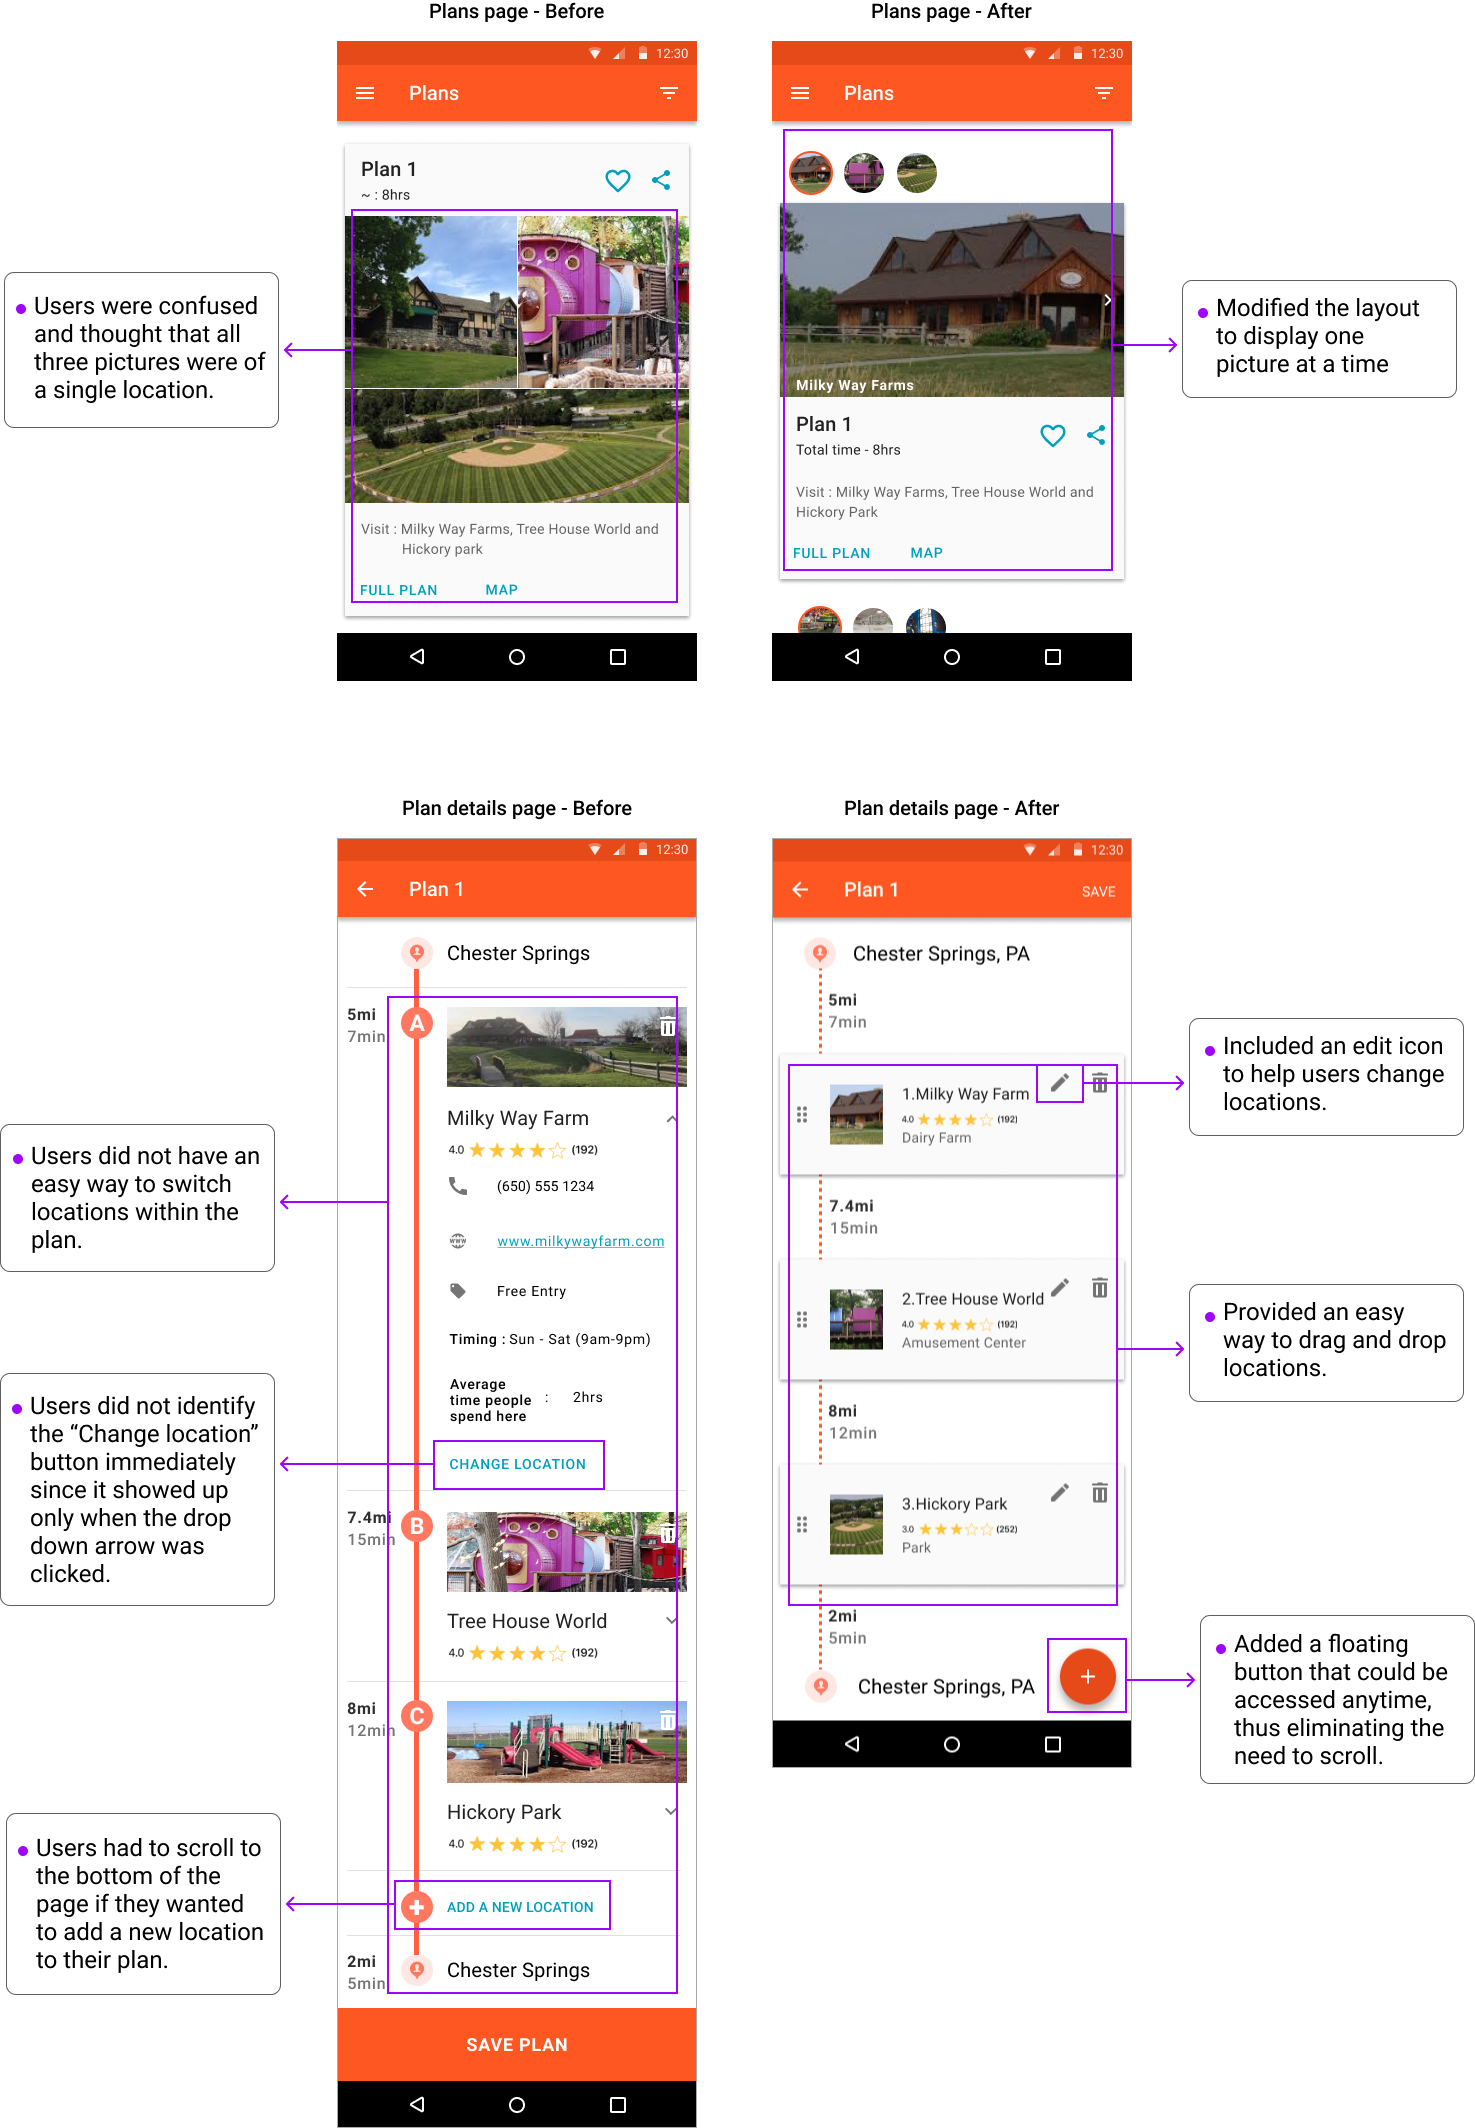 Plans page - Before
Plans page - After
12:30
Plans
12:30
Plans
Plan 1
~ : 8hrs
Users were confused
and thought that all
three pictures were of
a single location.
Visit : Milky Way Farms, Tree House World and
Hickory park
FULL PLAN
MAP
Milky Way Farms
Plan 1
Total time - 8hrs
Visit : Milky Way Farms, Tree House World and
Hickory Park
FULL PLAN
MAP
Modified the layout
to display one
picture at a time
Plan details page - Before
Plan details page - After
12:30
Plan 1
Chester Springs
5mi
7min
A
Milky Way Farm
4.0
(192)
(650) 555 1234
WWW
www.milkywayfarm.com
Free Entry
Timing : Sun - Sat (9am-9pm)
Average
time people
spend here
: 2hrs
CHANGE LOCATION
7.4mi
15min
B
Tree House World
4.0
(192)
8mi
12min
C
Hickory Park
4.0
(192)
ADD A NEW LOCATION
2mi
5min
Chester Springs
SAVE PLAN
Users did not have an
easy way to switch
locations within the
plan.
Users did not identify
the “Change location”
button immediately
since it showed up
only when the drop
down arrow was
clicked.
Users had to scroll to
the bottom of the
page if they wanted
to add a new location
to their plan.
12:30
Plan 1
SAVE
Chester Springs, PA
5mi
7min
1.Milky Way Farm
4.0
(192)
Dairy Farm
7.4mi
15min
2.Tree House World
4.0
(192)
Amusement Center
8mi
12min
3.Hickory Park
3.0
(252)
Park
2mi
5min
Chester Springs, PA
Included an edit icon
to help users change
locations.
Provided an easy
way to drag and drop
locations.
Added a floating
button that could be
accessed anytime,
thus eliminating the
need to scroll.